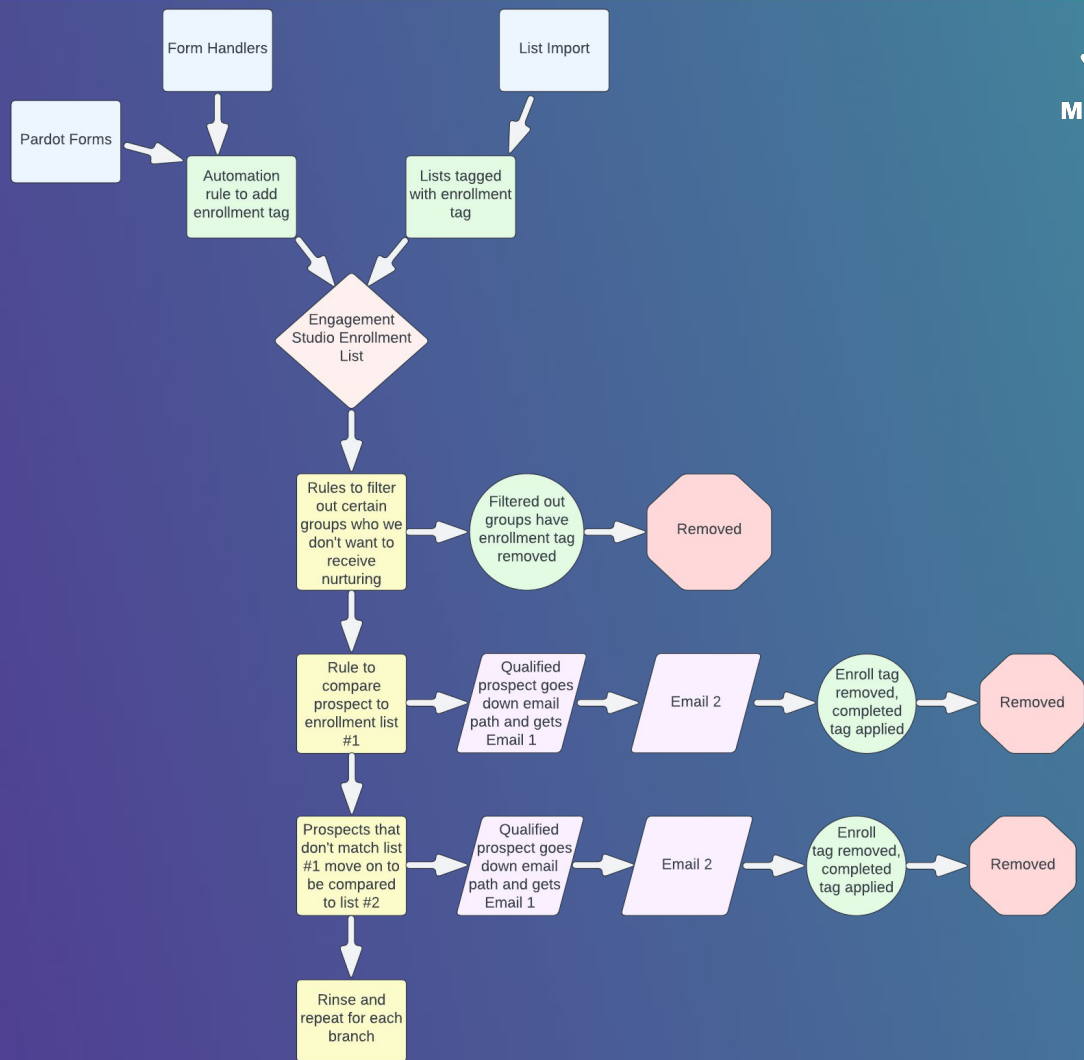 Form Handlers
List Import
M
Pardot Forms
Automation
rule to add
enrollment tag
Lists tagged
with enrollment
tag
Engagement
Studio Enrollment
List
Rules to filter
out certain
groups who we
don't want to
receive
nurturing
Filtered out
groups have
enrollment tag
removed
Removed
Rule to
compare
prospect to
enrollment list
#1
Qualified
prospect goes
down email
path and gets
Email 1
Email 2
Enroll tag
removed,
completed
tag applied
Removed
Prospects that
don't match list
#1 move on to
be compared
to list #2
Qualified
prospect goes
down email
path and gets
Email 1
Email 2
Enroll
tag removed,
completed
tag applied
Removed
Rinse and
repeat for each
branch